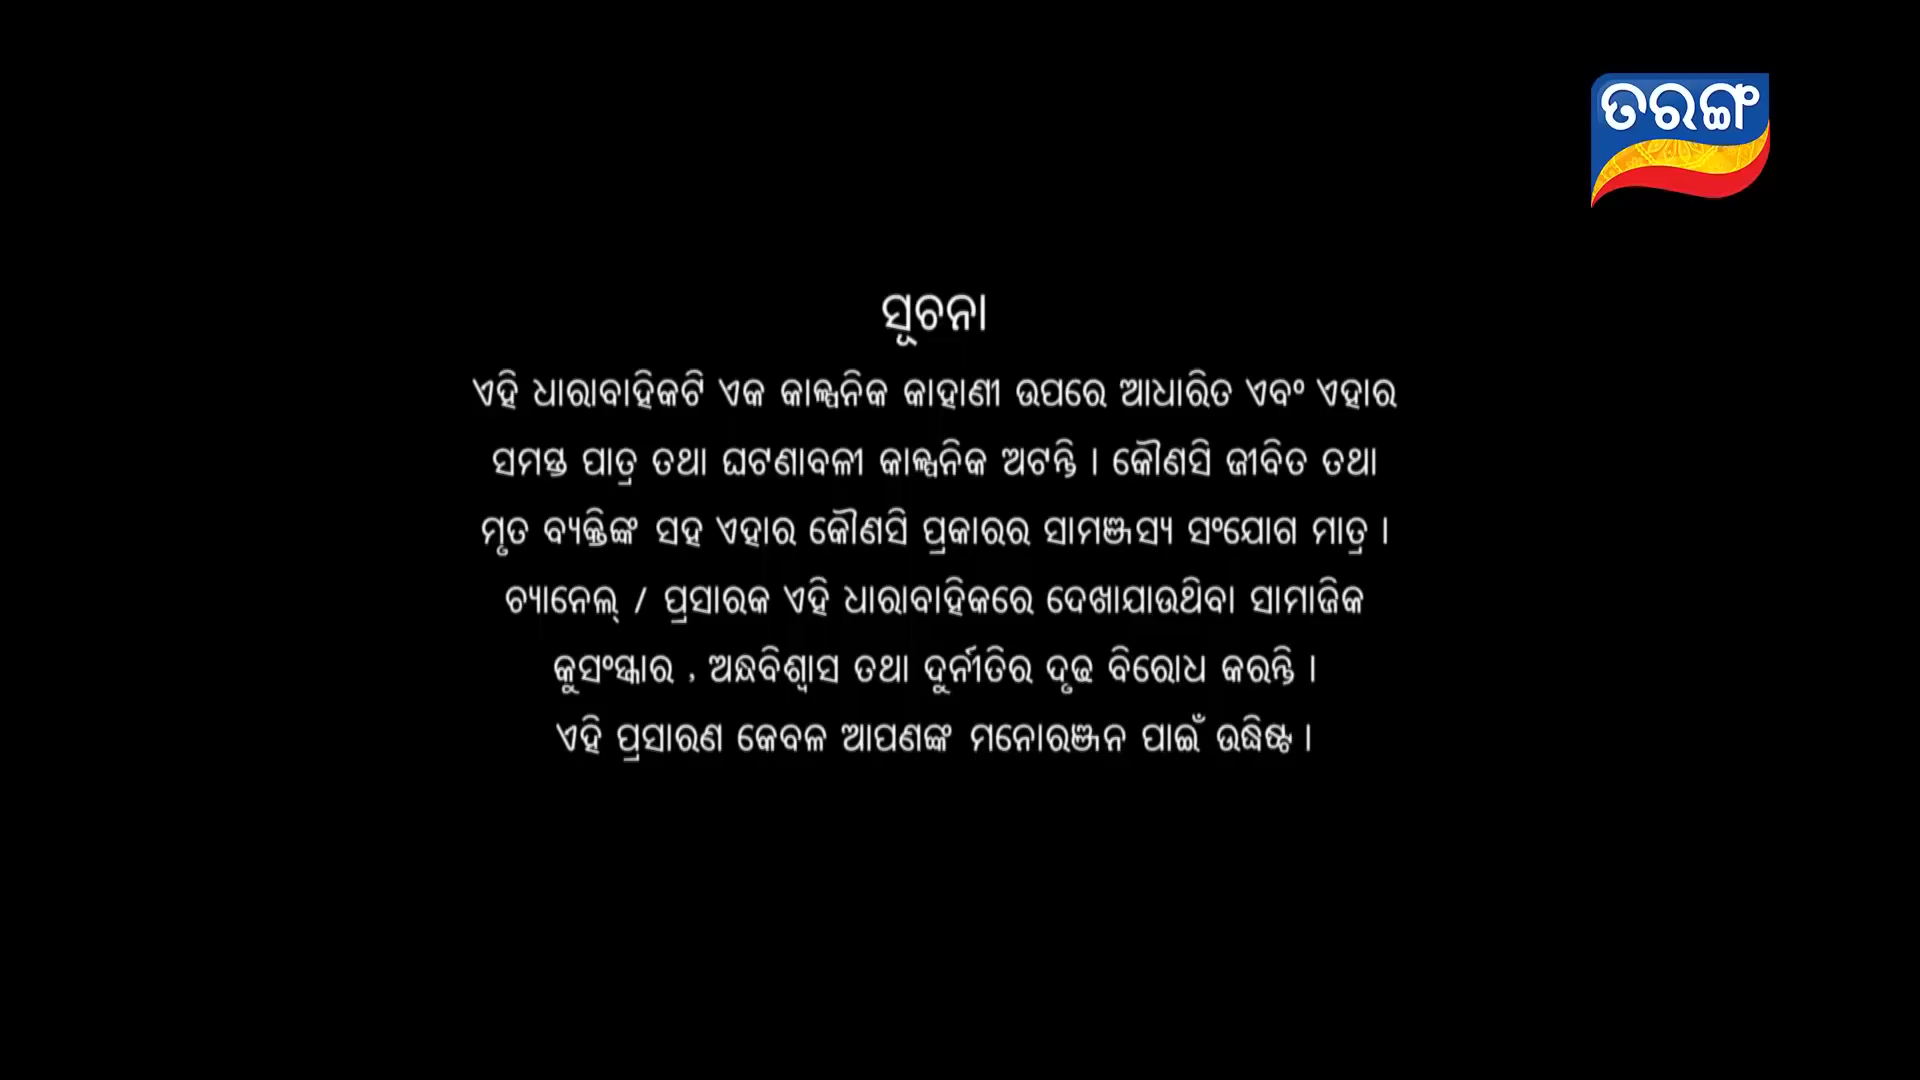 ତରଙ୍ଗ
ସୂଚନା
ଏହି ଧାରାବାହିକଟି ଏକ କାଳ୍ପନିକ କାହାଣୀ ଉପରେ ଆଧାରିତ ଏବଂ ଏହାର
ସମସ୍ତ ପାତ୍ର ତଥା ଘଟଣାବଳୀ କାଳ୍ପନିକ ଅଟନ୍ତି । କୌଣସି ଜୀବିତ ତଥା
ମୃତ ବ୍ୟକ୍ତିଙ୍କ ସହ ଏହାର କୌଣସି ପ୍ରକାରର ସାମଞ୍ଜସ୍ୟ ସଂଯୋଗ ମାତ୍ର ।
ଚ୍ୟାନେଲ୍ / ପ୍ରସାରକ ଏହି ଧାରାବାହିକରେ ଦେଖାଯାଉଥିବା ସାମାଜିକ
କୁସଂସ୍କାର , ଅନ୍ଧବିଶ୍ୱାସ ତଥା ଦୁର୍ନୀତିର ଦୃଢ ବିରୋଧ କରନ୍ତି ।
ଏହି ପ୍ରସାରଣ କେବଳ ଆପଣଙ୍କ ମନୋରଞ୍ଜନ ପାଇଁ ଉଦ୍ଧିଷ୍ଟ ।